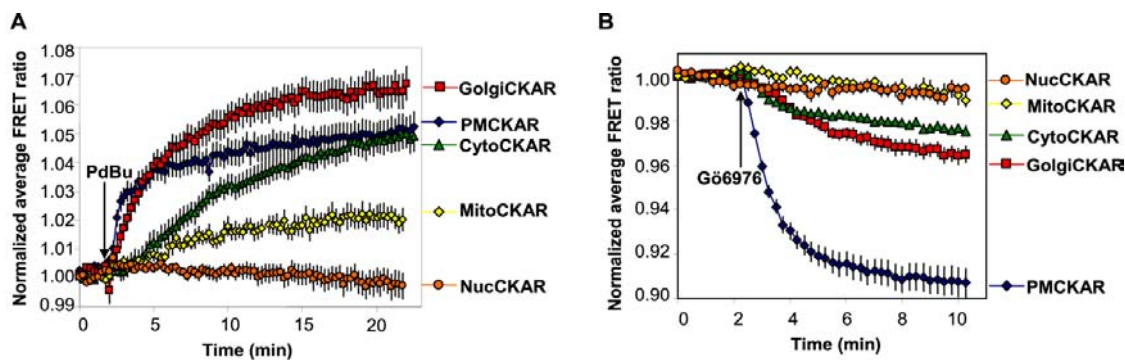 A
Normalized average FRET ratio
1.08
1.07
1.06
1.05
1.04
1.03
1.02
1.01
1.00
0.99
PdBu
GolgiCKAR
PMCKAR
CytoCKAR
MitoCKAR
NucCKAR
0 5 10 15 20
Time (min)
B
Normalized average FRET ratio
1.00
0.98
0.96
0.94
0.92
0.90
Gö6976
NucCKAR
MitoCKAR
CytoCKAR
GolgiCKAR
PMCKAR
0 2 4 6 8 10
Time (min)